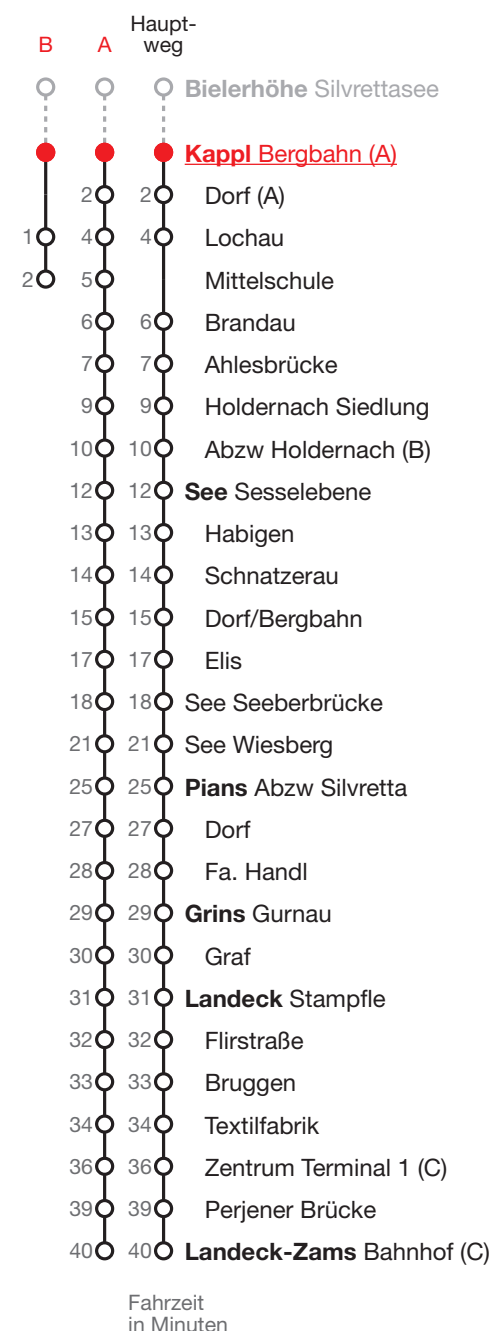 Haupt-
B A weg
Bielerhöhe Silvrettasee
Kappl Bergbahn (A)
2 2 Dorf (A)
1 4 4 Lochau
2 5 Mittelschule
6 6 Brandau
7 7 Ahlesbrücke
9 9 Holdernach Siedlung
10 10 Abzw Holdernach (B)
12 12 See Sesselebene
13 13 Habigen
14 14 Schnatzerau
15 15 Dorf/Bergbahn
17 17 Elis
18 18 See Seeberbrücke
21 21 See Wiesberg
25 25 Pians Abzw Silvretta
27 27 Dorf
28 28 Fa. Handl
29 29 Grins Gurnau
30 30 Graf
31 31 Landeck Stampfle
32 32 Flirstraße
33 33 Bruggen
34 34 Textilfabrik
36 36 Zentrum Terminal 1 (C)
39 39 Perjener Brücke
40 40 Landeck-Zams Bahnhof (C)
Fahrzeit
in Minuten